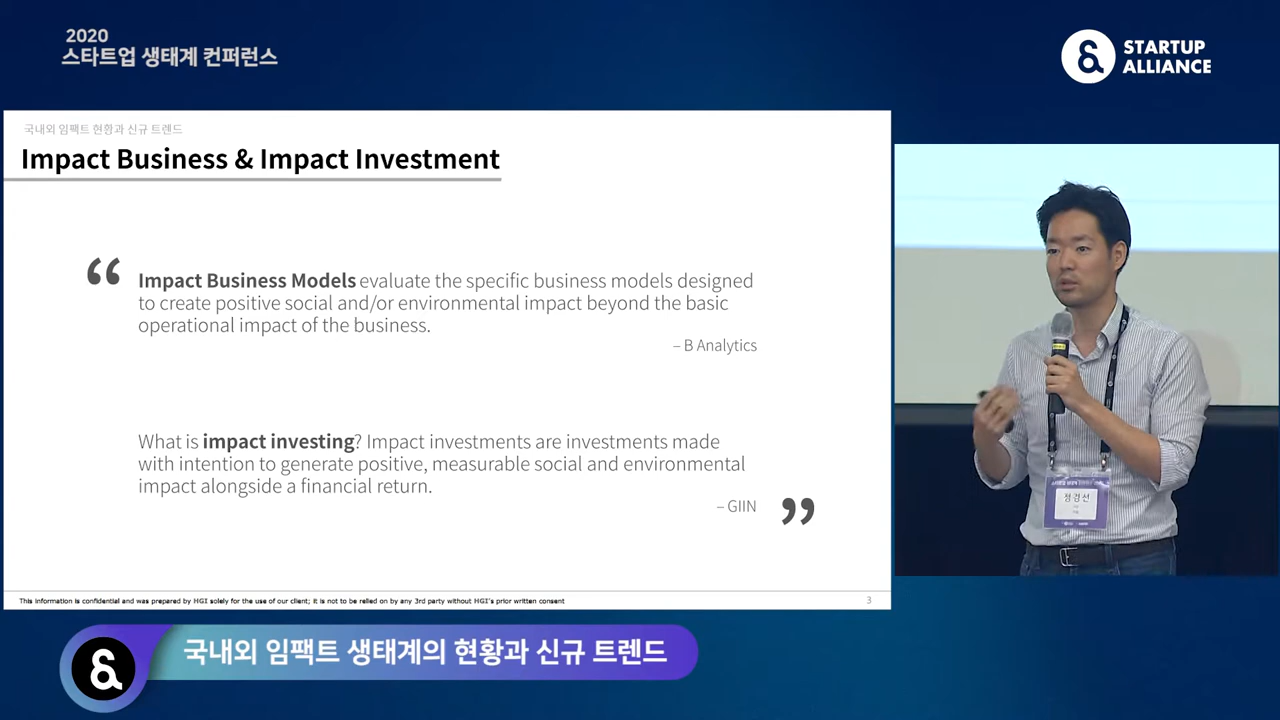 2020
스타트업 생태계 컨퍼런스
STARTUP
ALLIANCE
국내외 임팩트 현황과 신규 트렌드
Impact Business & Impact Investment
“ Impact Business Models evaluate the specific business models designed
to create positive social and/or environmental impact beyond the basic
operational impact of the business.
– B Analytics
What is impact investing? Impact investments are investments made
with intention to generate positive, measurable social and environmental
impact alongside a financial return.
– GIIN ”
This information is confidential and was prepared by HGI solely for the use of our client; it is not to be relied on by any 3rd party without HGI's prior written consent
3
정경선
국내외 임팩트 생태계의 현황과 신규 트렌드